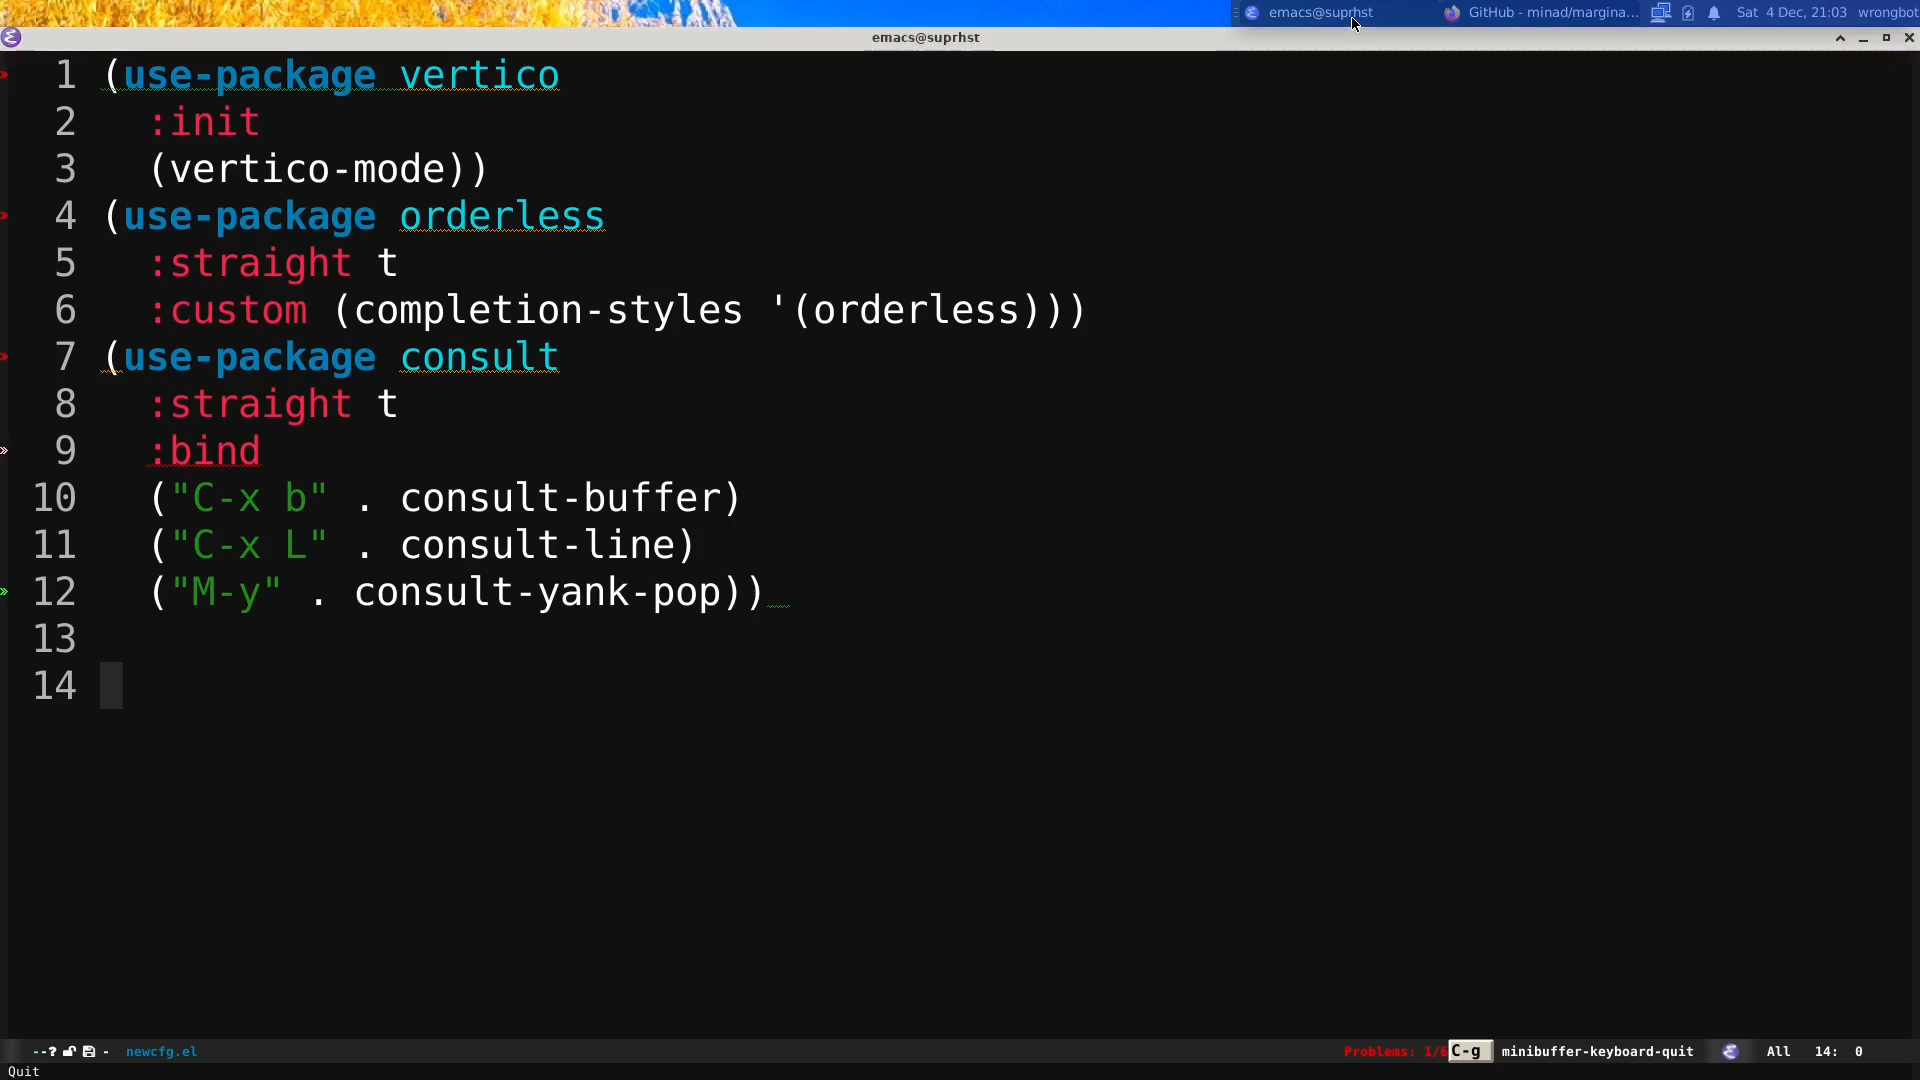 emacs@suprhst GitHub - minad/margina... Sat 4 Dec, 21:03 wrongbot
emacs@suprhst
1 (use-package vertico
2 :init
3 (vertico-mode))
4 (use-package orderless
5 :straight t
6 :custom (completion-styles '(orderless)))
7 (use-package consult
8 :straight t
9 :bind
10 ("C-x b" . consult-buffer)
11 ("C-x L" . consult-line)
12 ("M-y" . consult-yank-pop))
13
14
--? - newcfg.el Problems: 1/6 C-g minibuffer-keyboard-quit All 14: 0
Quit